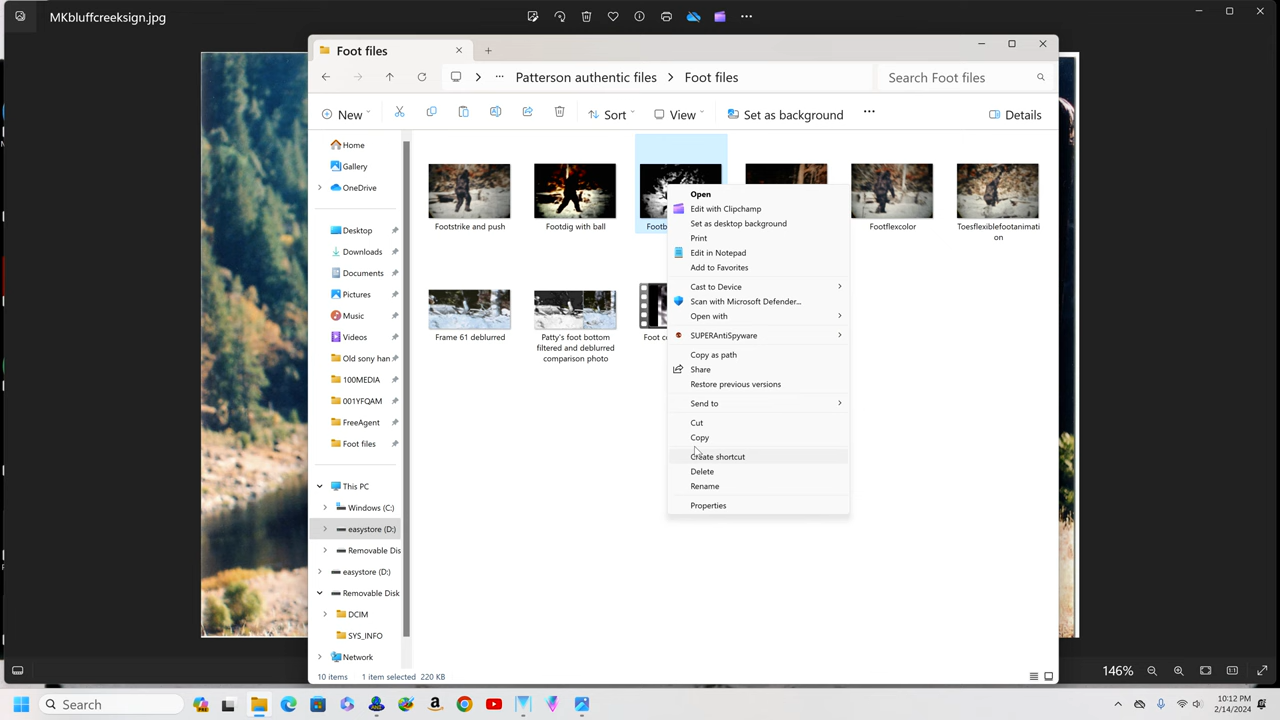 MKbluffcreeksign.jpg
Foot files
Patterson authentic files
Foot files
Search Foot files
New
Sort
View
Set as background
Details
Home
Gallery
OneDrive
Desktop
Downloads
Documents
Pictures
Music
Videos
Old sony han
100MEDIA
001YFQAM
FreeAgent
Foot files
This PC
Windows (C:)
easystore (D:)
Removable Dis
easystore (D:)
Removable Disk
DCIM
SYS_INFO
Network
Footstrike and push
Footdig with ball
Footb
Footflexcolor
Toesflexiblefootanimati
on
Frame 61 deblurred
Patty's foot bottom
filtered and deblurred
comparison photo
Foot co
Open
Edit with Clipchamp
Set as desktop background
Print
Edit in Notepad
Add to Favorites
Cast to Device
Scan with Microsoft Defender...
Open with
SUPERAntiSpyware
Copy as path
Share
Restore previous versions
Send to
Cut
Copy
Create shortcut
Delete
Rename
Properties
10 items
1 item selected 220 KB
146%
Search
10:12 PM
2/14/2024